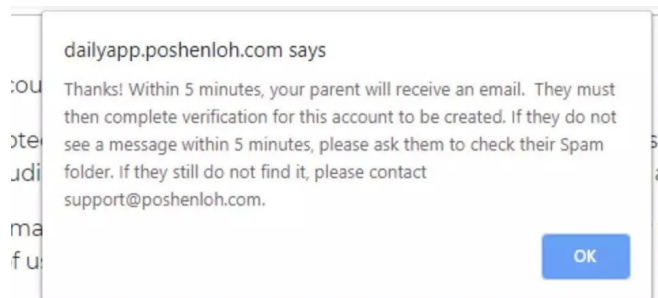 dailyapp.poshenloh.com says
Thanks! Within 5 minutes, your parent will receive an email. They must
then complete verification for this account to be created. If they do not
see a message within 5 minutes, please ask them to check their Spam
folder. If they still do not find it, please contact
support@poshenloh.com.
OK